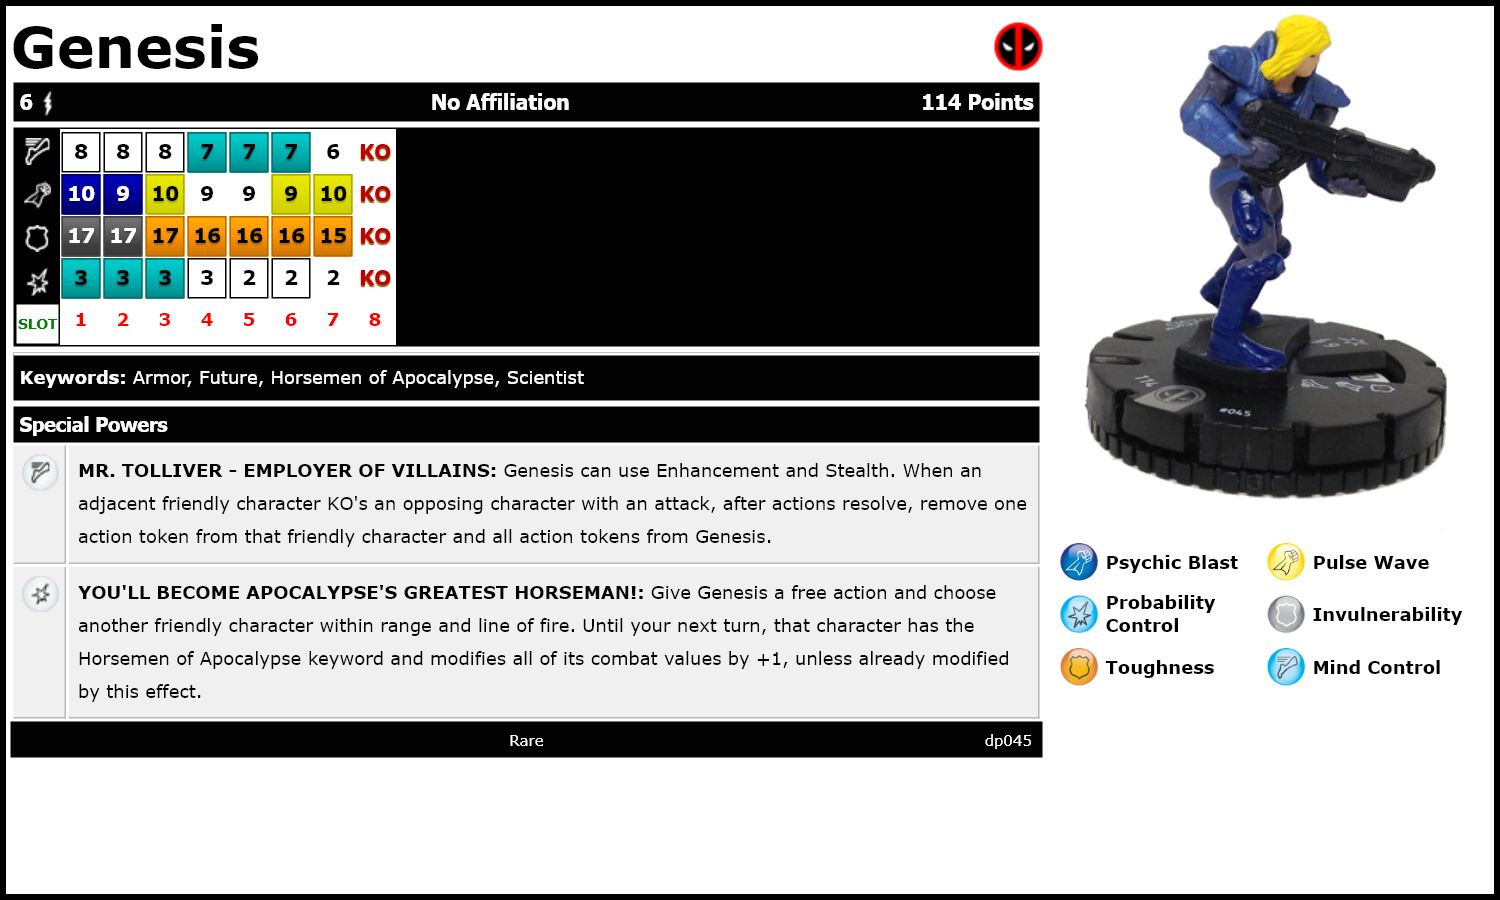 Genesis
6 No Affiliation 114 Points
8 8 8 7 7 7 6 KO
10 9 10 9 9 9 10 KO
17 17 17 16 16 16 15 KO
3 3 3 3 2 2 2 KO
SLOT 1 2 3 4 5 6 7 8
Keywords: Armor, Future, Horsemen of Apocalypse, Scientist
Special Powers
MR. TOLLIVER - EMPLOYER OF VILLAINS: Genesis can use Enhancement and Stealth. When an
adjacent friendly character KO's an opposing character with an attack, after actions resolve, remove one
action token from that friendly character and all action tokens from Genesis.
YOU'LL BECOME APOCALYPSE'S GREATEST HORSEMAN!: Give Genesis a free action and choose
another friendly character within range and line of fire. Until your next turn, that character has the
Horsemen of Apocalypse keyword and modifies all of its combat values by +1, unless already modified
by this effect.
Rare dp045
114
#045
Psychic Blast Pulse Wave
Probability
Control Invulnerability
Toughness Mind Control